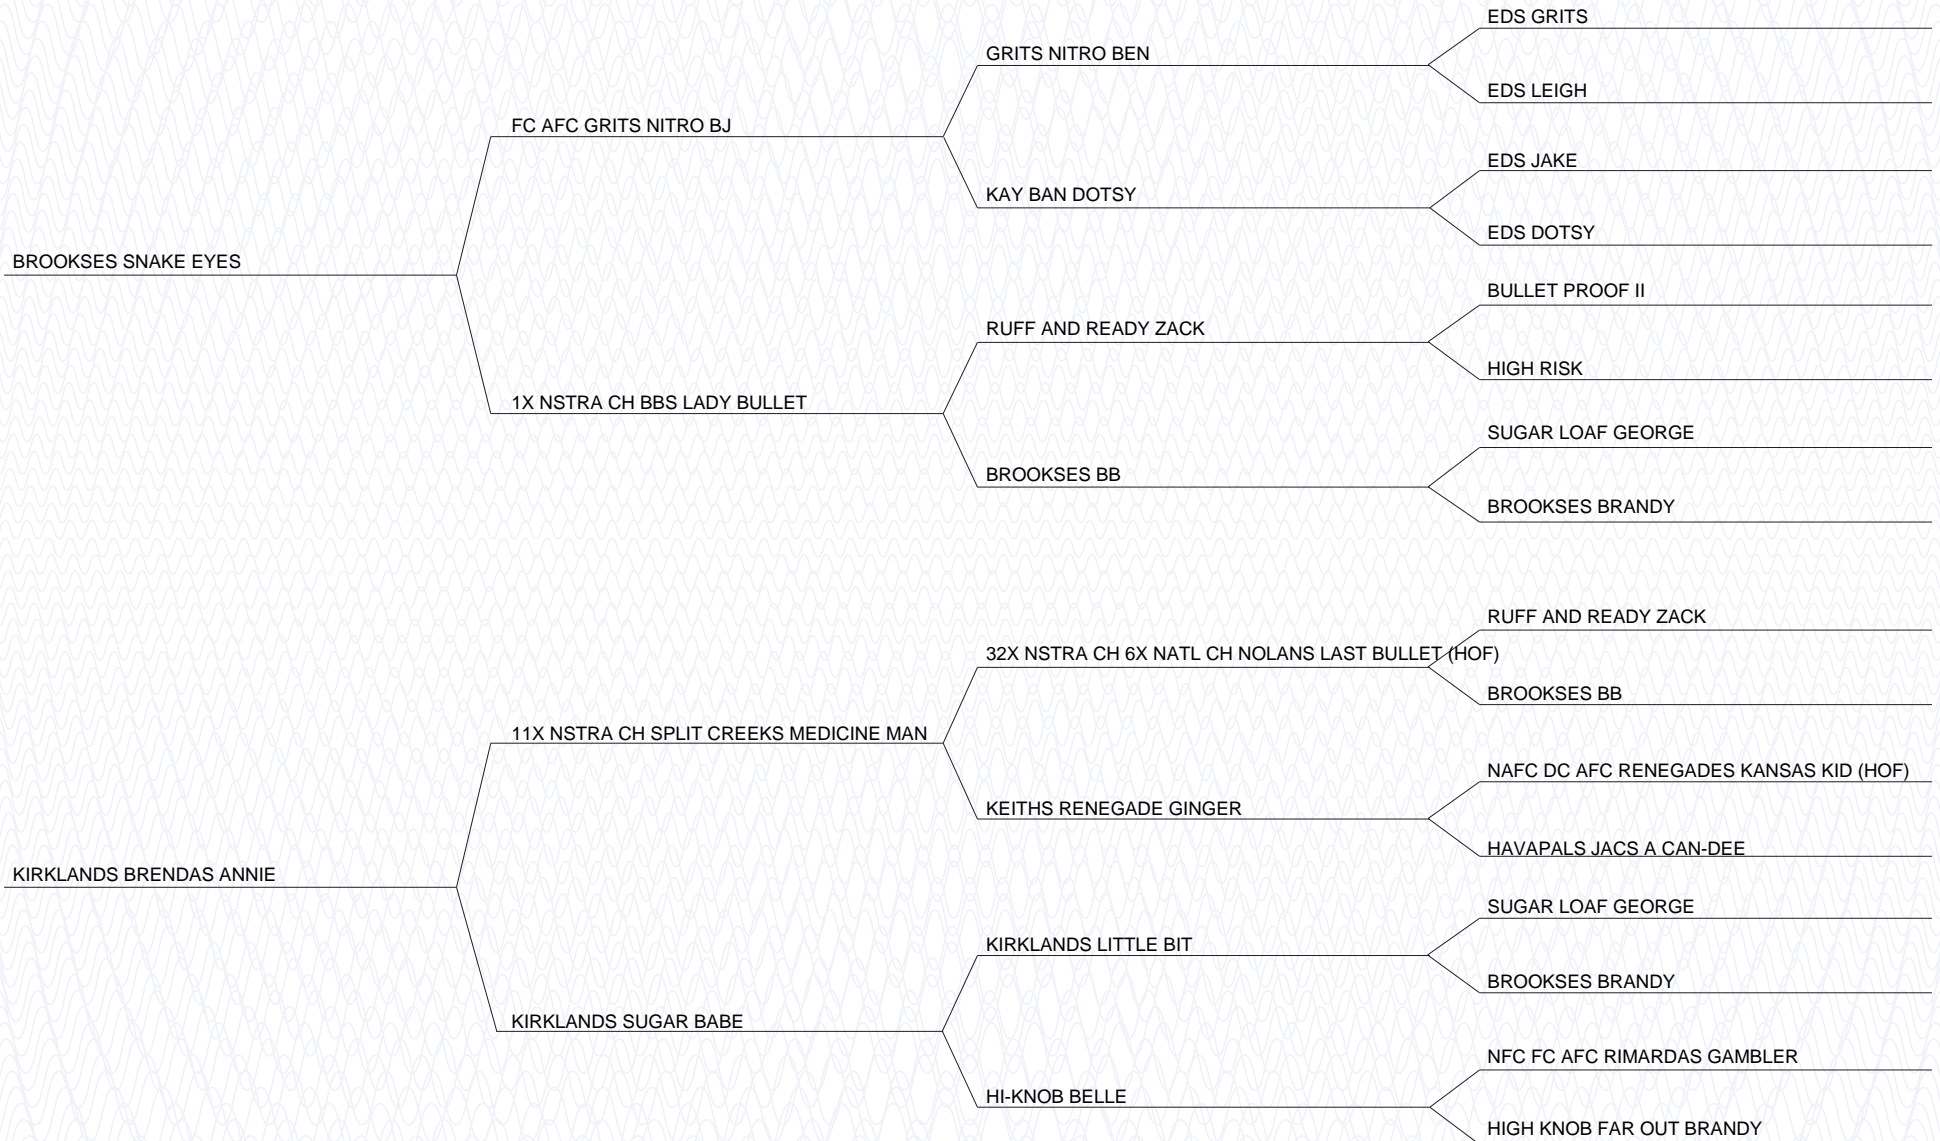 EDS GRITS
GRITS NITRO BEN
EDS LEIGH
FC AFC GRITS NITRO BJ
EDS JAKE
KAY BAN DOTSY
EDS DOTSY
BROOKSES SNAKE EYES
BULLET PROOF II
RUFF AND READY ZACK
HIGH RISK
1X NSTRA CH BBS LADY BULLET
SUGAR LOAF GEORGE
BROOKSES BB
BROOKSES BRANDY
RUFF AND READY ZACK
32X NSTRA CH 6X NATL CH NOLANS LAST BULLET (HOF)
BROOKSES BB
11X NSTRA CH SPLIT CREEKS MEDICINE MAN
NAFC DC AFC RENEGADES KANSAS KID (HOF)
KEITHS RENEGADE GINGER
HAVAPALS JACS A CAN-DEE
KIRKLANDS BRENDAS ANNIE
SUGAR LOAF GEORGE
KIRKLANDS LITTLE BIT
BROOKSES BRANDY
KIRKLANDS SUGAR BABE
NFC FC AFC RIMARDAS GAMBLER
HI-KNOB BELLE
HIGH KNOB FAR OUT BRANDY